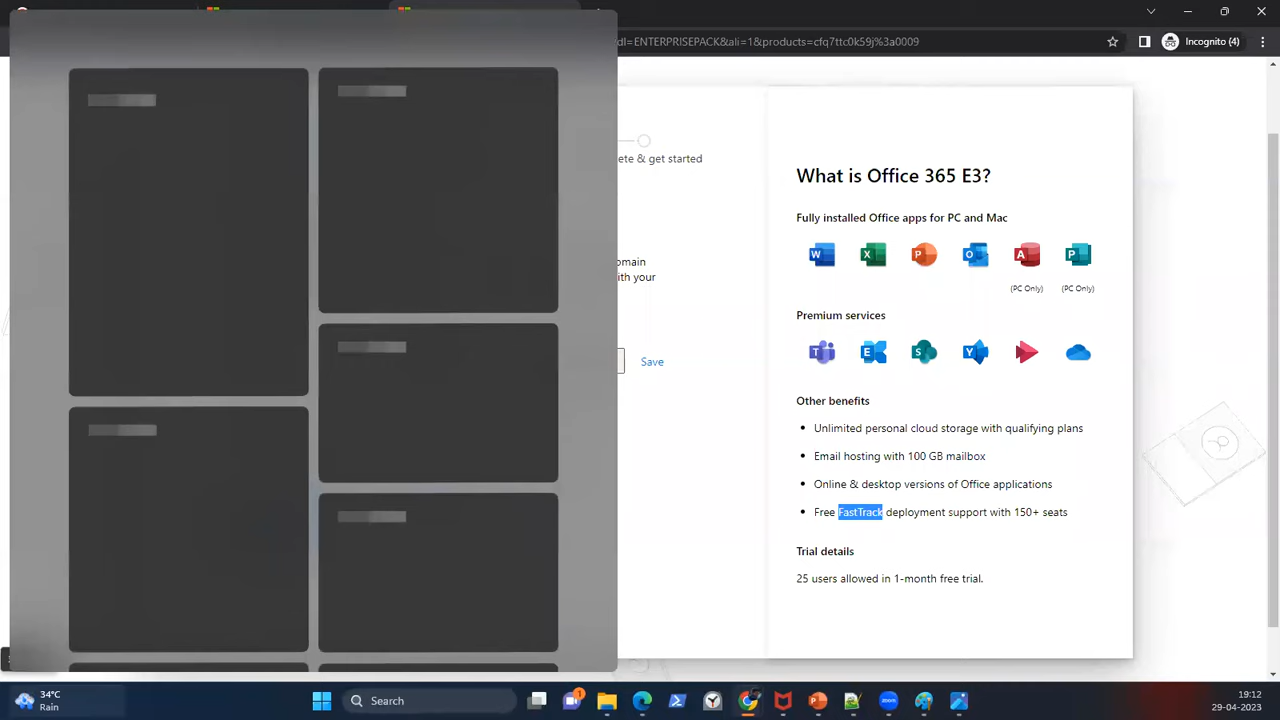 dl=ENTERPRISEPACK&ali=1&products=cfq7ttc0k59j%3a0009
Incognito (4)
ete & get started
omain
with your
Save
What is Office 365 E3?
Fully installed Office apps for PC and Mac
(PC Only)
(PC Only)
Premium services
Other benefits
Unlimited personal cloud storage with qualifying plans
Email hosting with 100 GB mailbox
Online & desktop versions of Office applications
Free FastTrack deployment support with 150+ seats
Trial details
25 users allowed in 1-month free trial.
34°C
Rain
Search
1
zoom
19:12
29-04-2023